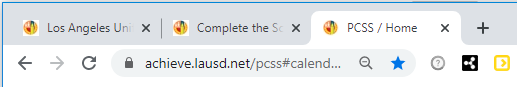 Los Angeles Uni
Complete the Sc
PCSS / Home
achieve.lausd.net/pcss#calend...